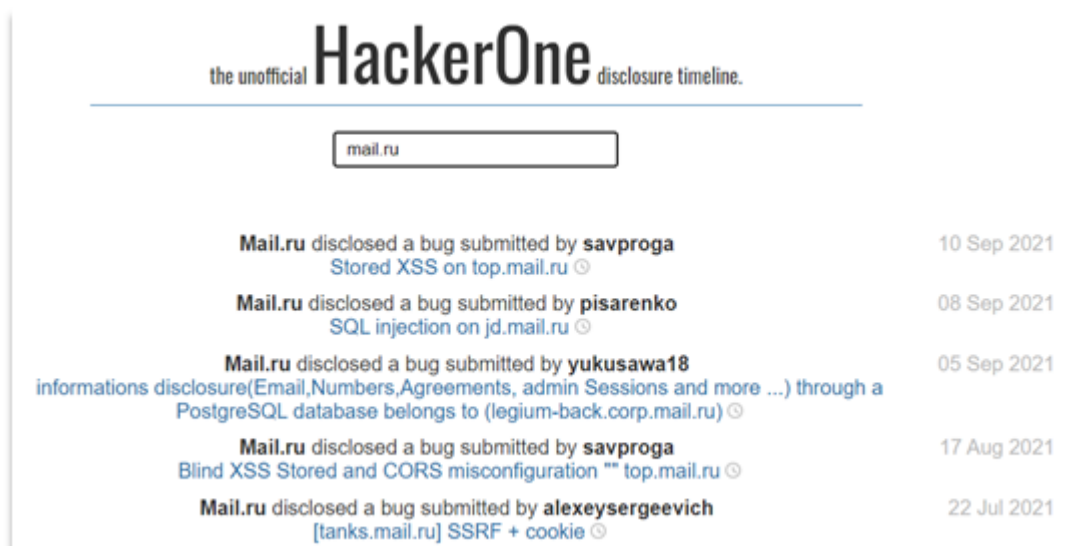 the unofficial HackerOne disclosure timeline.
mail.ru
Mail.ru disclosed a bug submitted by savproga 10 Sep 2021
Stored XSS on top.mail.ru
Mail.ru disclosed a bug submitted by pisarenko 08 Sep 2021
SQL injection on jd.mail.ru
Mail.ru disclosed a bug submitted by yukusawa18 05 Sep 2021
informations disclosure(Email,Numbers,Agreements, admin Sessions and more ...) through a
PostgreSQL database belongs to (legium-back.corp.mail.ru)
Mail.ru disclosed a bug submitted by savproga 17 Aug 2021
Blind XSS Stored and CORS misconfiguration "" top.mail.ru
Mail.ru disclosed a bug submitted by alexeysergeevich 22 Jul 2021
[tanks.mail.ru] SSRF + cookie